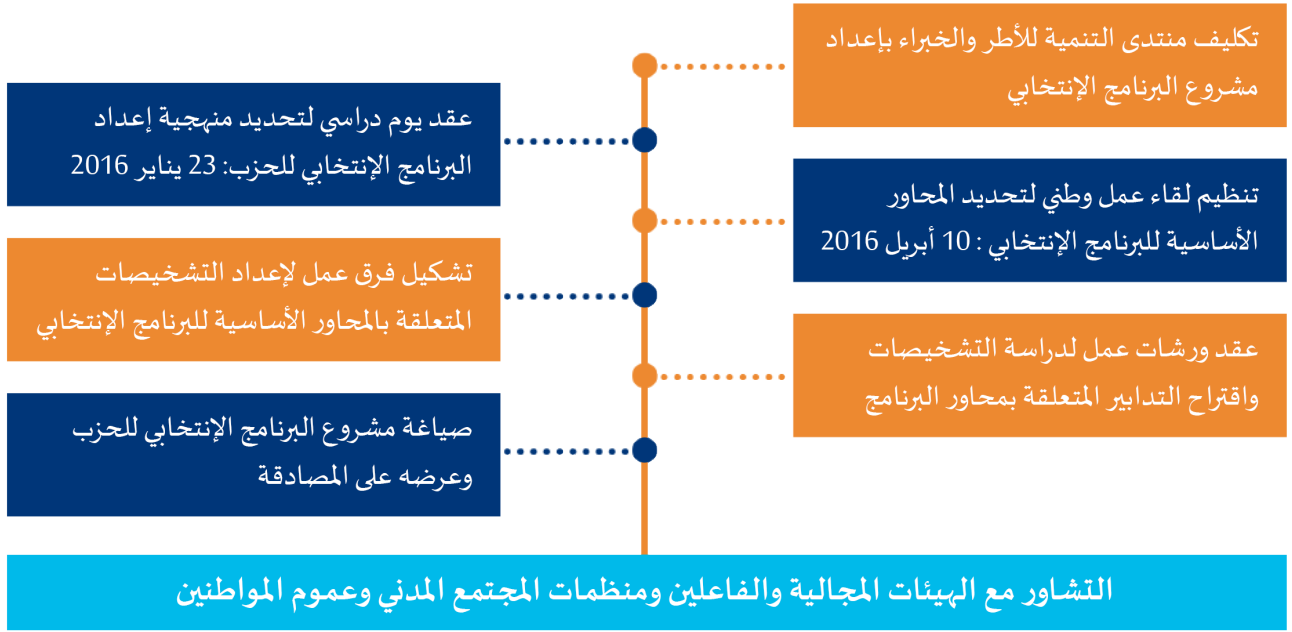 تكليف منتدى التنمية للأطر والخبراء بإعداد
مشروع البرنامج الإنتخابي
عقد يوم دراسي لتحديد منهجية إعداد
البرنامج الإنتخابي للحزب: 23 يناير 2016
تنظيم لقاء عمل وطني لتحديد المحاور
الأساسية للبرنامج الإنتخابي : 10 أبريل 2016
تشكيل فرق عمل لإعداد التشخيصات
المتعلقة بالمحاور الأساسية للبرنامج الإنتخابي
عقد ورشات عمل لدراسة التشخيصات
واقتراح التدابير المتعلقة بمحاور البرنامج
صياغة مشروع البرنامج الإنتخابي للحزب
وعرضه على المصادقة
التشاور مع الهيئات المجالية والفاعلين ومنظمات المجتمع المدني وعموم المواطنين